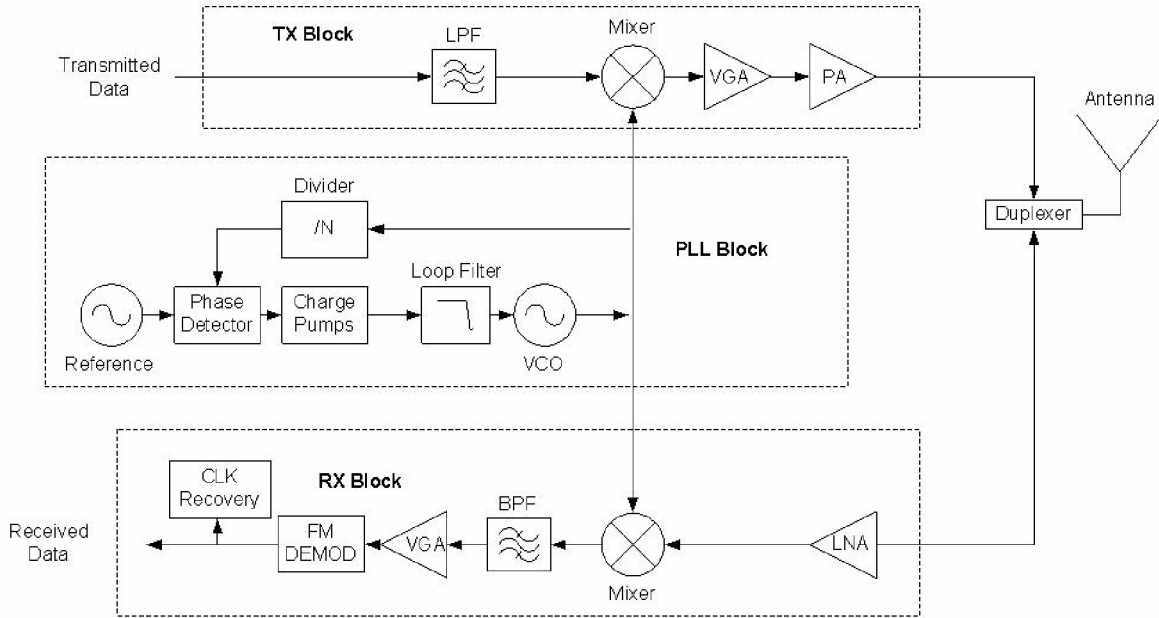 TX Block
LPF
Mixer
Transmitted
Data
VGA
PA
Antenna
Divider
/N
Duplexer
PLL Block
Loop Filter
Phase
Detector
Charge
Pumps
Reference
VCO
RX Block
CLK
Recovery
BPF
Received
Data
FM
DEMOD
VGA
LNA
Mixer